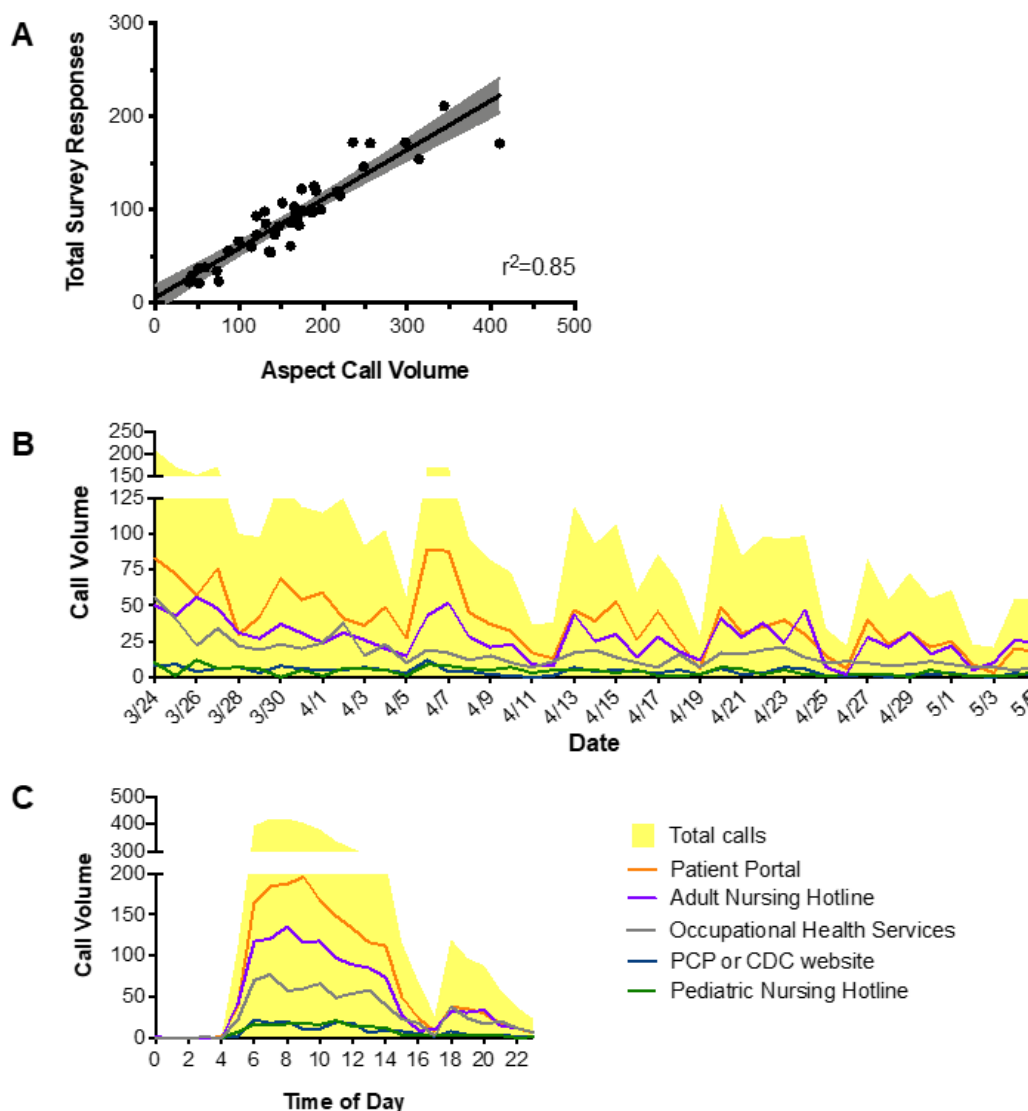 A
Total Survey Responses
300
200
100
0
r²=0.85
0 100 200 300 400 500
Aspect Call Volume
B
Call Volume
250
200
150
125
100
75
50
25
0
3/24 3/26 3/28 3/30 4/1 4/3 4/5 4/7 4/9 4/11 4/13 4/15 4/17 4/19 4/21 4/23 4/25 4/27 4/29 5/1 5/3
Date
C
Call Volume
500
400
300
200
150
100
50
0
0 2 4 6 8 10 12 14 16 18 20 22
Time of Day
Total calls
Patient Portal
Adult Nursing Hotline
Occupational Health Services
PCP or CDC website
Pediatric Nursing Hotline